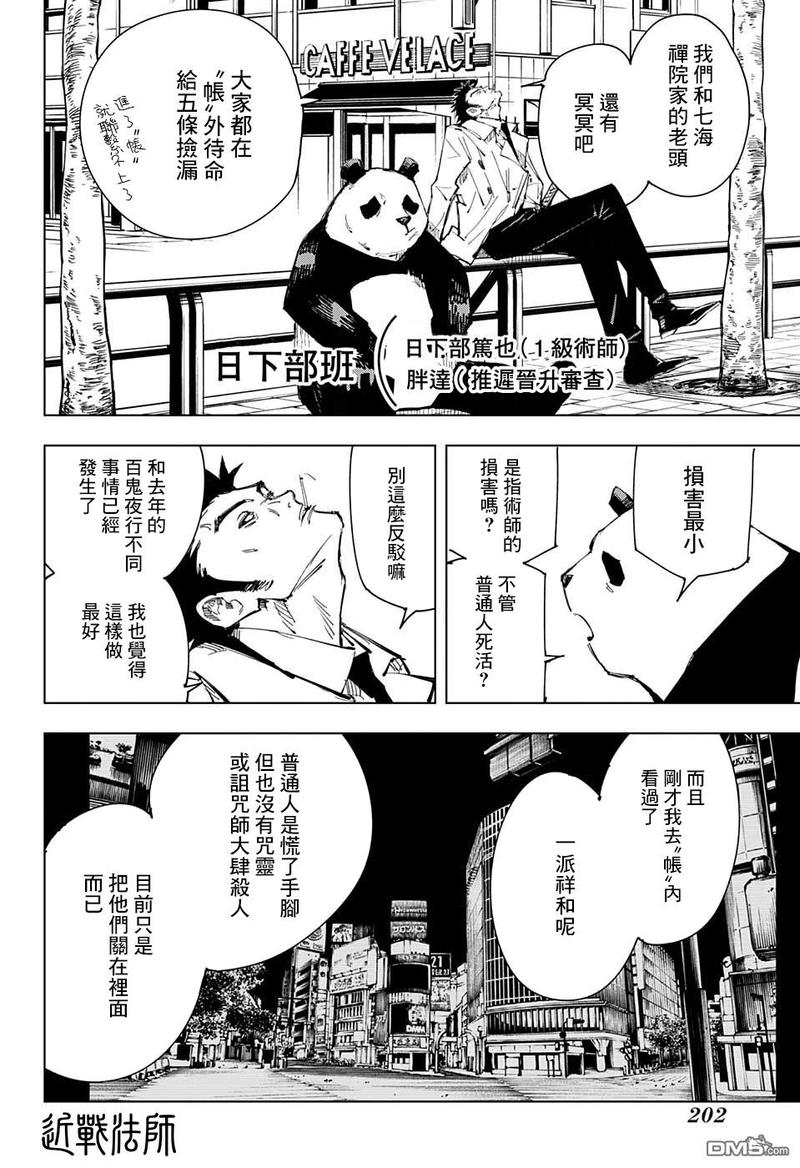 我們和七海
禪院家的老頭
還有
冥冥吧
CAFFE VELACE
大家都在
“帳”外待命
給五條撿漏
進了“帳”
就聯繫不上了
日下部班
日下部篤也(1級術師)
胖達(推遲晉升審查)
損害最小
是指術師的
損害嗎?
不管
普通人死活?
別這麼反駁嘛
和去年的
百鬼夜行不同
事情已經
發生了
我也覺得
這樣做
最好
而且
剛才我去“帳”內
看過了
一派祥和呢
普通人是慌了手腳
但也沒有咒靈
或詛咒師大肆殺人
目前只是
把他們關在裡面
而已
21
202
近戰法師
DM5.com